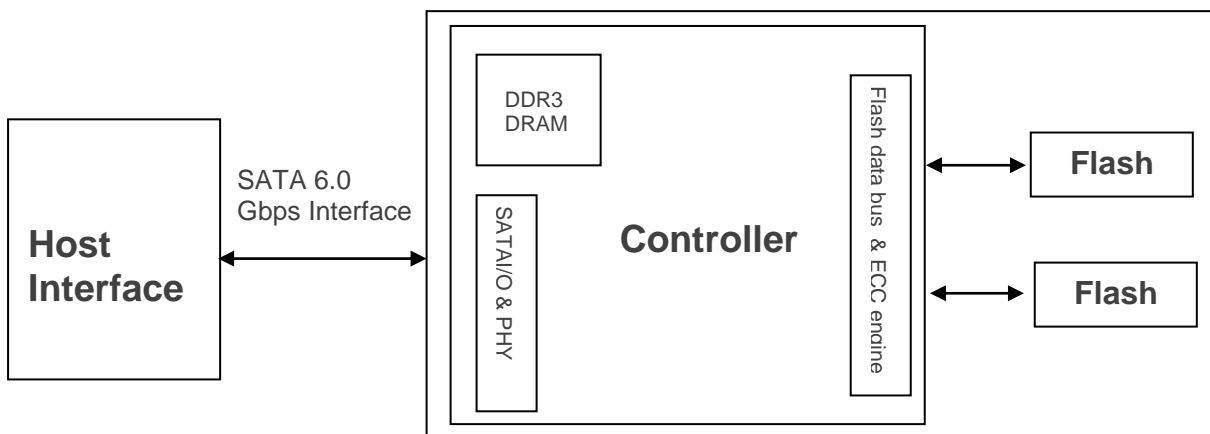 Host
Interface
SATA 6.0
Gbps Interface
DDR3
DRAM
SATAI/O & PHY
Controller
Flash data bus & ECC engine
Flash
Flash